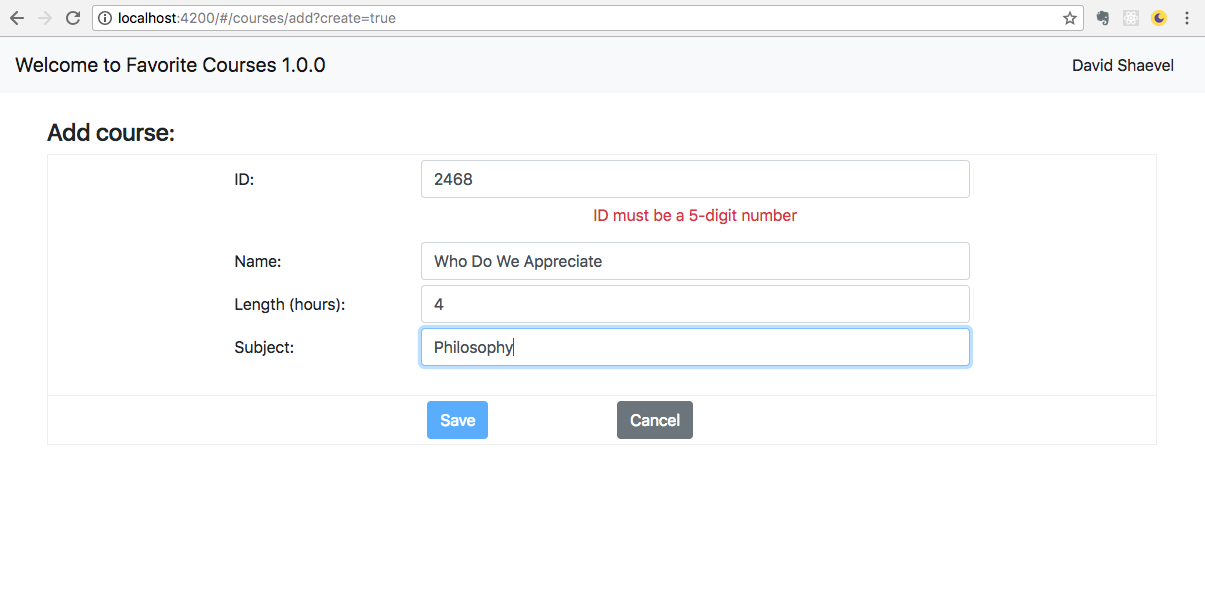 localhost:4200/#/courses/add?create=true
Welcome to Favorite Courses 1.0.0
David Shaevel
Add course:
ID:
2468
ID must be a 5-digit number
Name:
Who Do We Appreciate
Length (hours):
4
Subject:
Philosophy
Save
Cancel